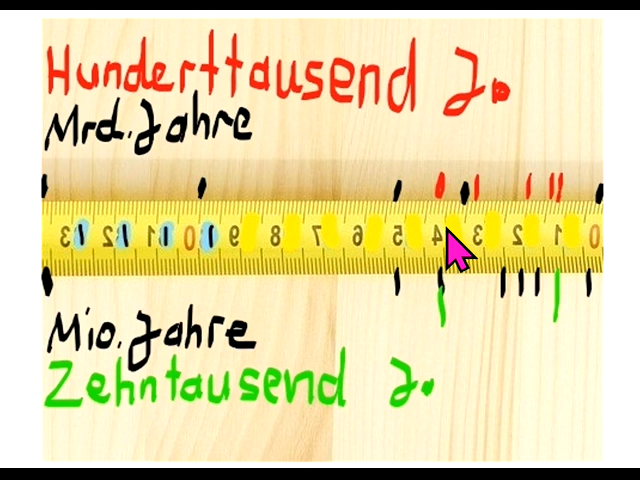 Hunderttausend J.
Mrd. Jahre
13 12 11 10 9 8 7 6 5 4 3 2 1 0
Mio. Jahre
Zehntausend J.